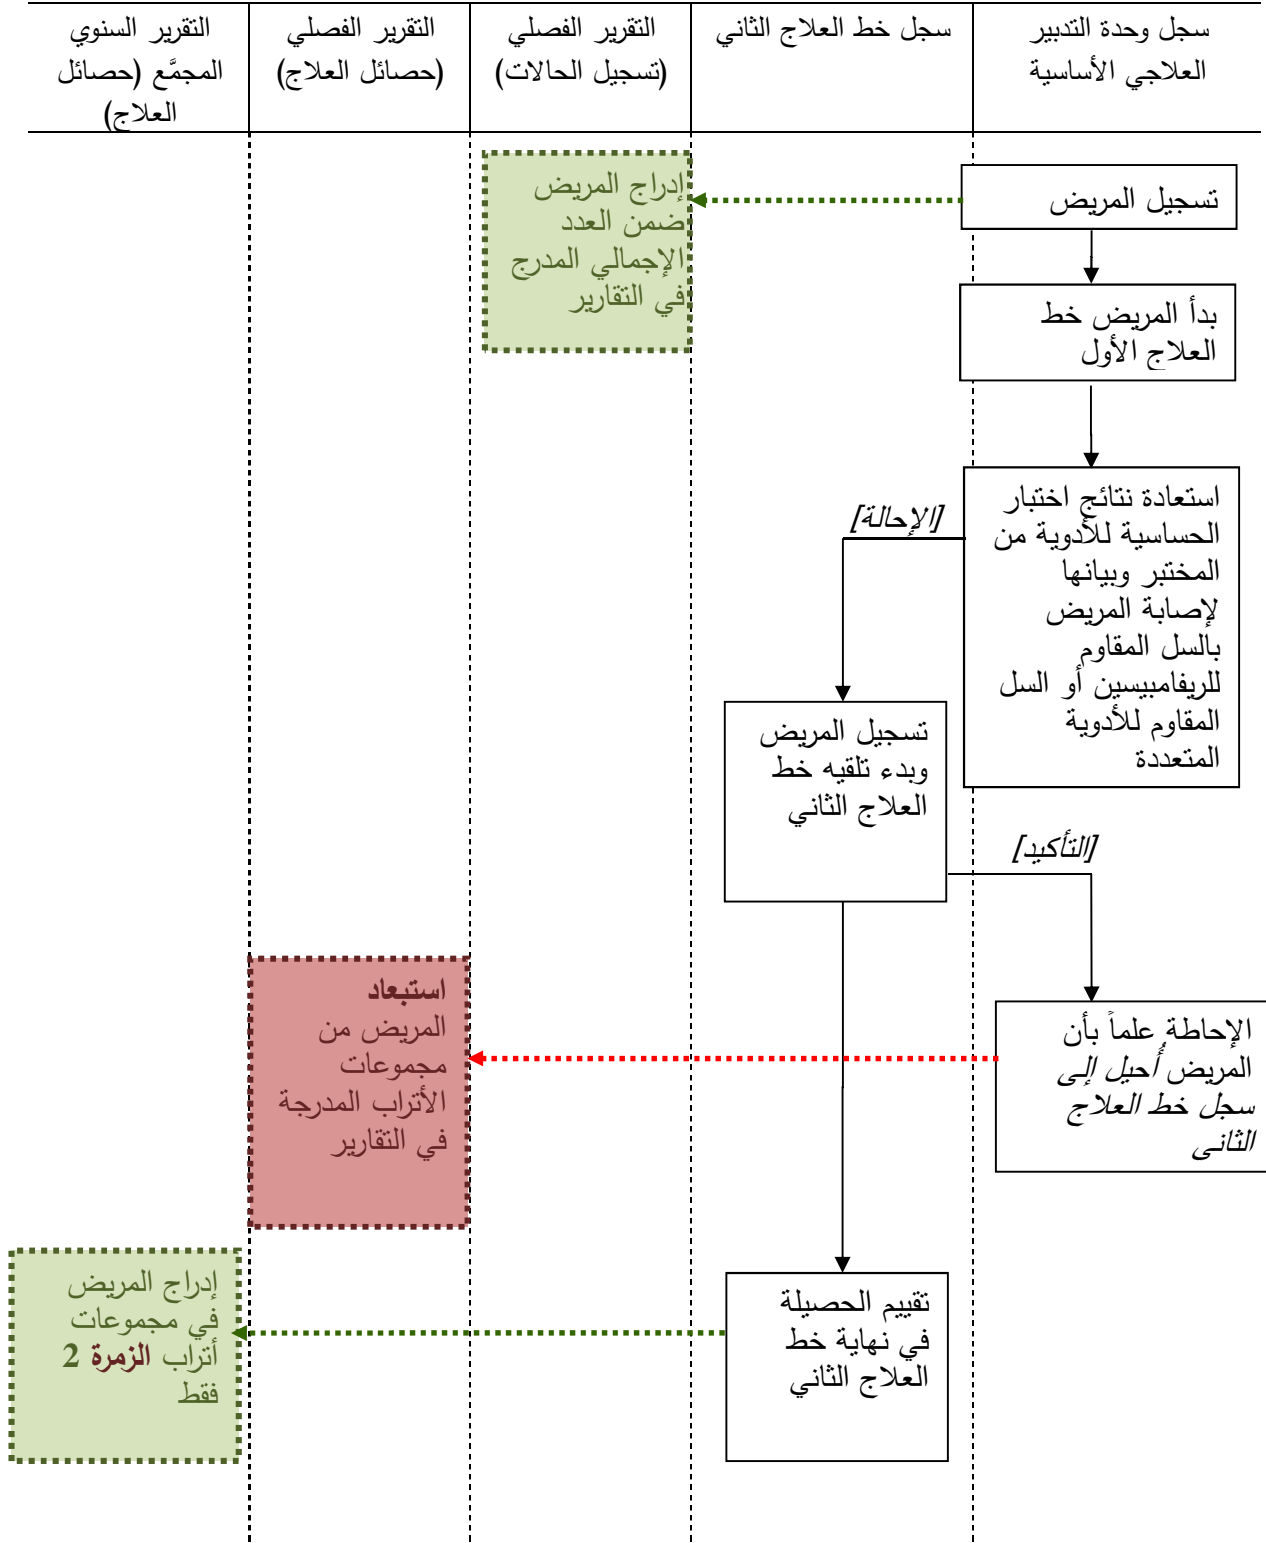 سجل وحدة التدبير
العلاجي الأساسية
سجل خط العلاج الثاني
التقرير الفصلي
(تسجيل الحالات)
التقرير الفصلي
(حصائل العلاج)
التقرير السنوي
المجمَّع (حصائل
العلاج)
تسجيل المريض
إدراج المريض
ضمن العدد
الإجمالي المدرج
في التقارير
بدأ المريض خط
العلاج الأول
استعادة نتائج اختبار
الحساسية للأدوية من
المختبر وبيانها
لإصابة المريض
بالسل المقاوم
للريفامبيسين أو السل
المقاوم للأدوية
المتعددة
[الإحالة]
تسجيل المريض
وبدء تلقيه خط
العلاج الثاني
[التأكيد]
الإحاطة علماً بأن
المريض أُحيل إلى
سجل خط العلاج
الثاني
استبعاد
المريض من
مجموعات
الأتراب المدرجة
في التقارير
تقييم الحصيلة
في نهاية خط
العلاج الثاني
إدراج المريض
في مجموعات
أتراب الزمرة 2
فقط